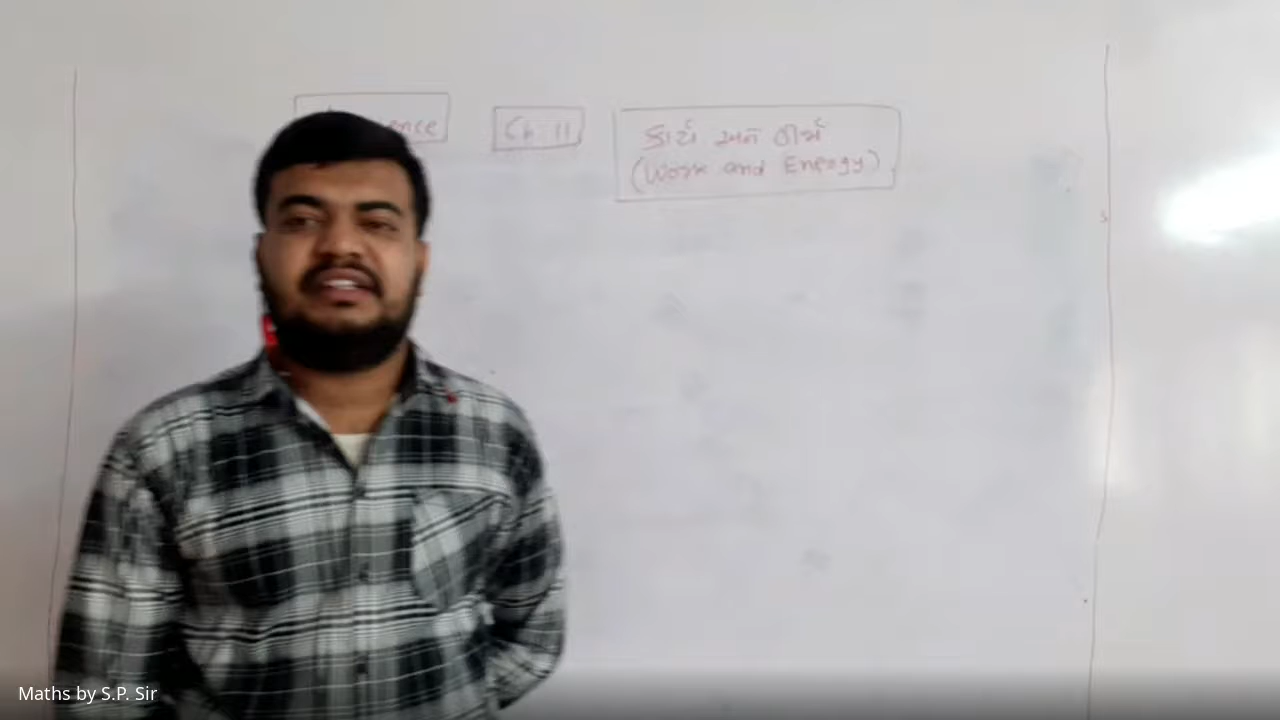 Ch 11
કાર્ય અને ઊર્જા
(Work and Energy)
Maths by S.P. Sir